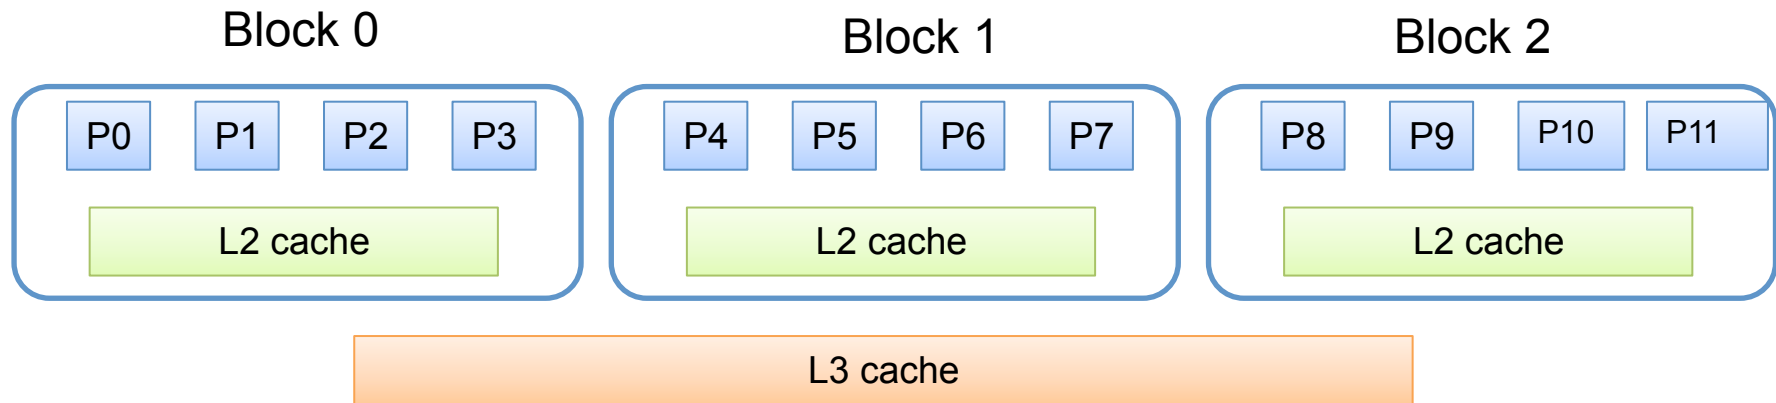 Block 0
Block 1
Block 2
P0
P1
P2
P3
P4
P5
P6
P7
P8
P9
P10
P11
L2 cache
L2 cache
L2 cache
L3 cache